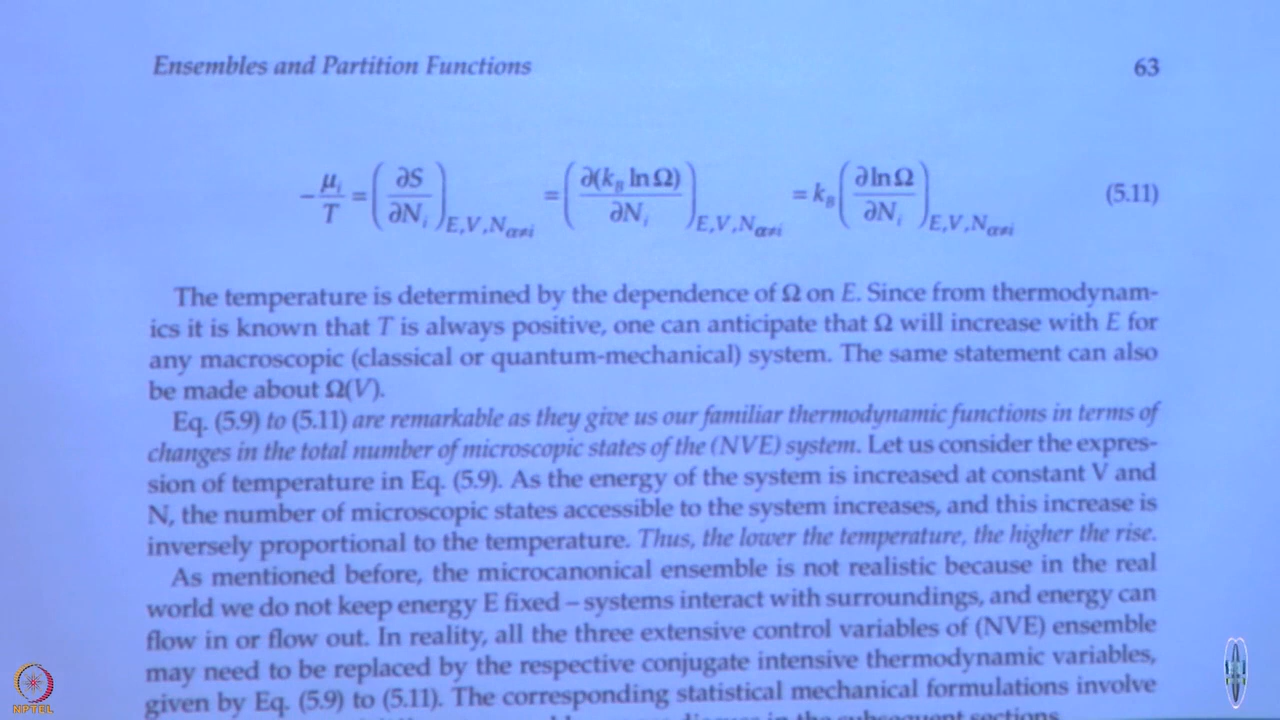 Ensembles and Partition Functions 63
−μᵢ/T = (∂S/∂Nᵢ)E,V,Nα≠i = (∂(k_B lnΩ)/∂Nᵢ)E,V,Nα≠i = k_B(∂lnΩ/∂Nᵢ)E,V,Nα≠i (5.11)
The temperature is determined by the dependence of Ω on E. Since from thermodynam-
ics it is known that T is always positive, one can anticipate that Ω will increase with E for
any macroscopic (classical or quantum-mechanical) system. The same statement can also
be made about Ω(V).
Eq. (5.9) to (5.11) are remarkable as they give us our familiar thermodynamic functions in terms of
changes in the total number of microscopic states of the (NVE) system. Let us consider the expres-
sion of temperature in Eq. (5.9). As the energy of the system is increased at constant V and
N, the number of microscopic states accessible to the system increases, and this increase is
inversely proportional to the temperature. Thus, the lower the temperature, the higher the rise.
As mentioned before, the microcanonical ensemble is not realistic because in the real
world we do not keep energy E fixed – systems interact with surroundings, and energy can
flow in or flow out. In reality, all the three extensive control variables of (NVE) ensemble
may need to be replaced by the respective conjugate intensive thermodynamic variables,
given by Eq. (5.9) to (5.11). The corresponding statistical mechanical formulations involve
in the subsequent sections.
NPTEL